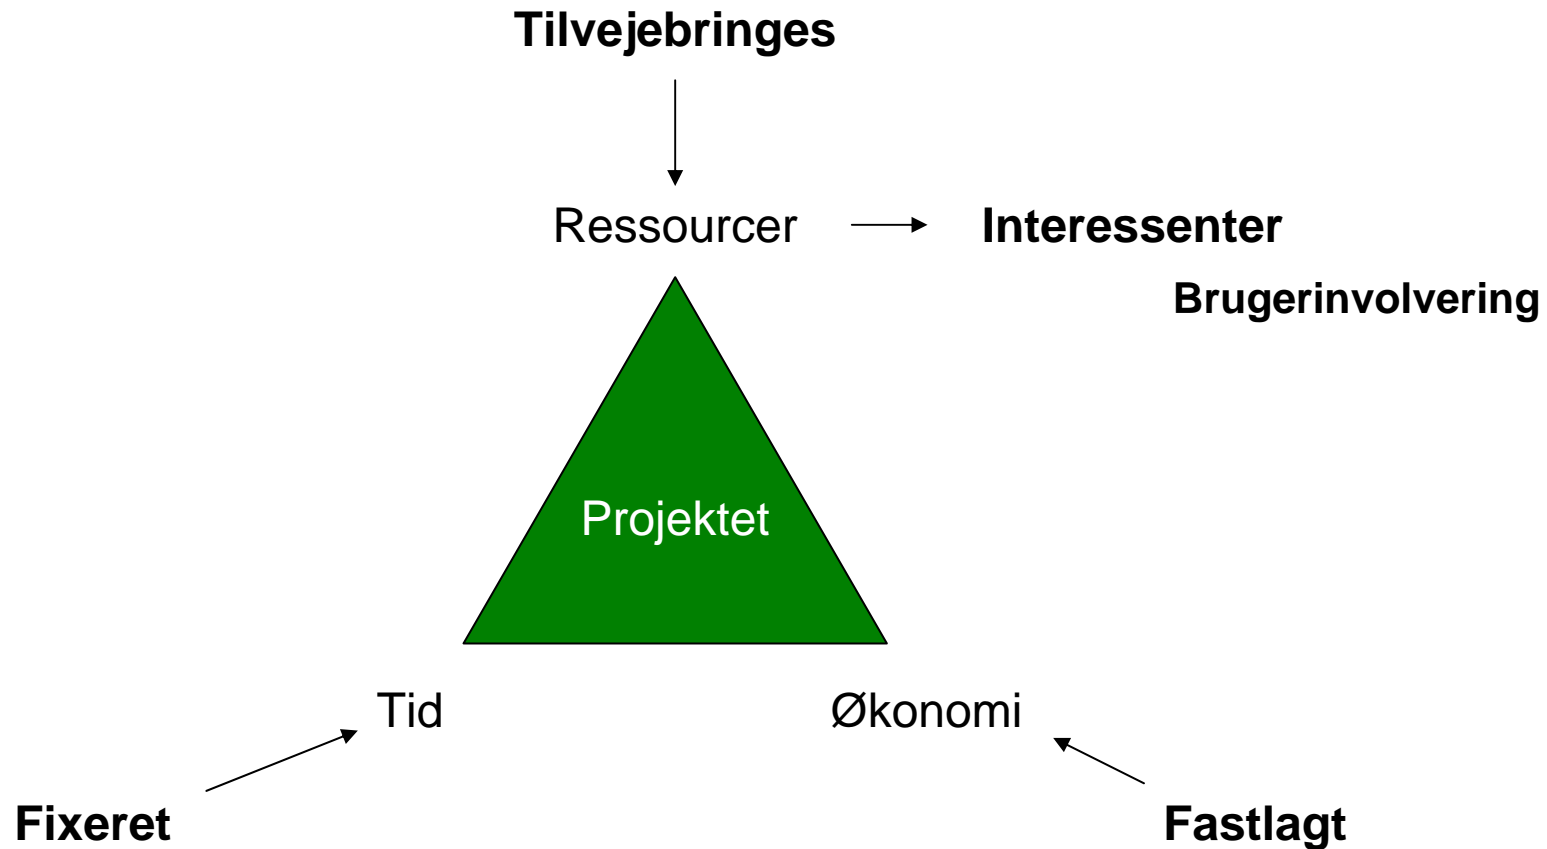 Tilvejebringes
Ressourcer
Interessenter
Brugerinvolvering
Projektet
Tid
Økonomi
Fixeret
Fastlagt